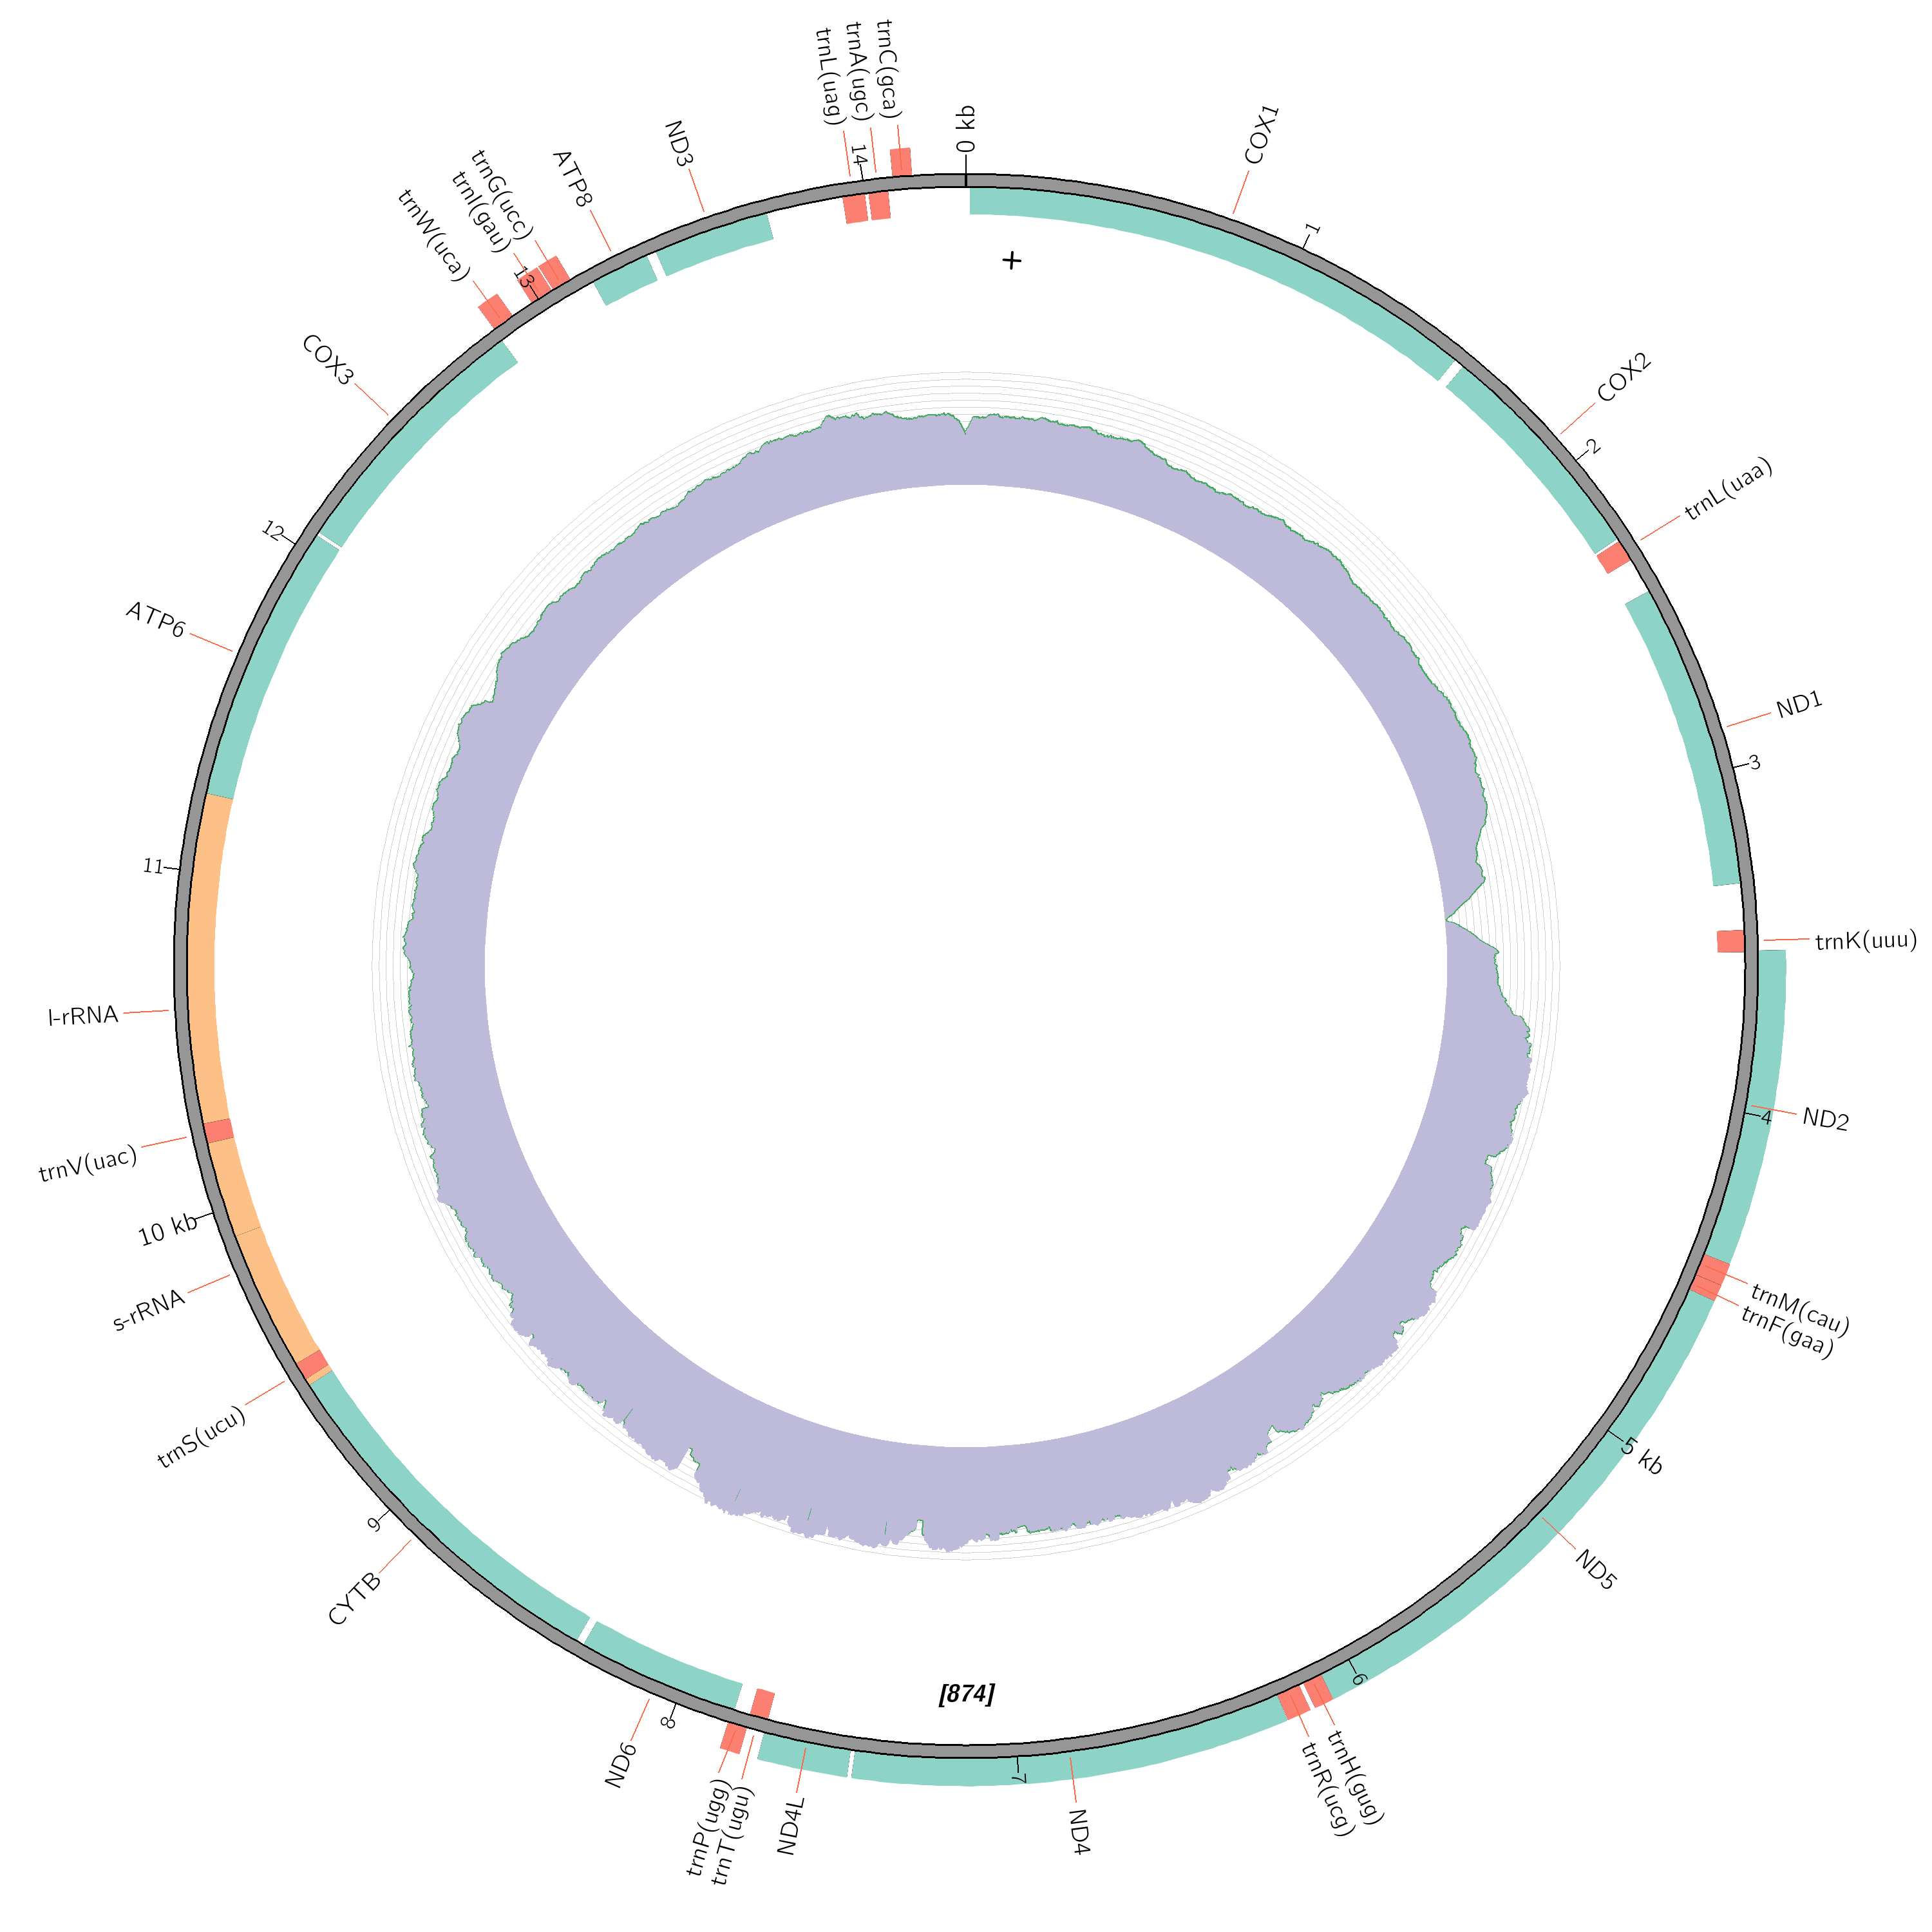 0 kb
COX1
1
COX2
2
trnL(uaa)
ND1
3
trnK(uuu)
ND2
4
trnM(cau)
trnF(gaa)
5 kb
ND5
6
trnH(gug)
trnR(ucg)
ND4
7
ND4L
trnT(ugu)
trnP(ugg)
8
ND6
CYTB
9
trnS(ucu)
s-rRNA
10 kb
trnV(uac)
l-rRNA
11
ATP6
12
COX3
trnW(uca)
13
trnI(gau)
trnG(ucc)
ATP8
ND3
trnL(uag)
14
trnA(ugc)
trnC(gca)
+
[874]